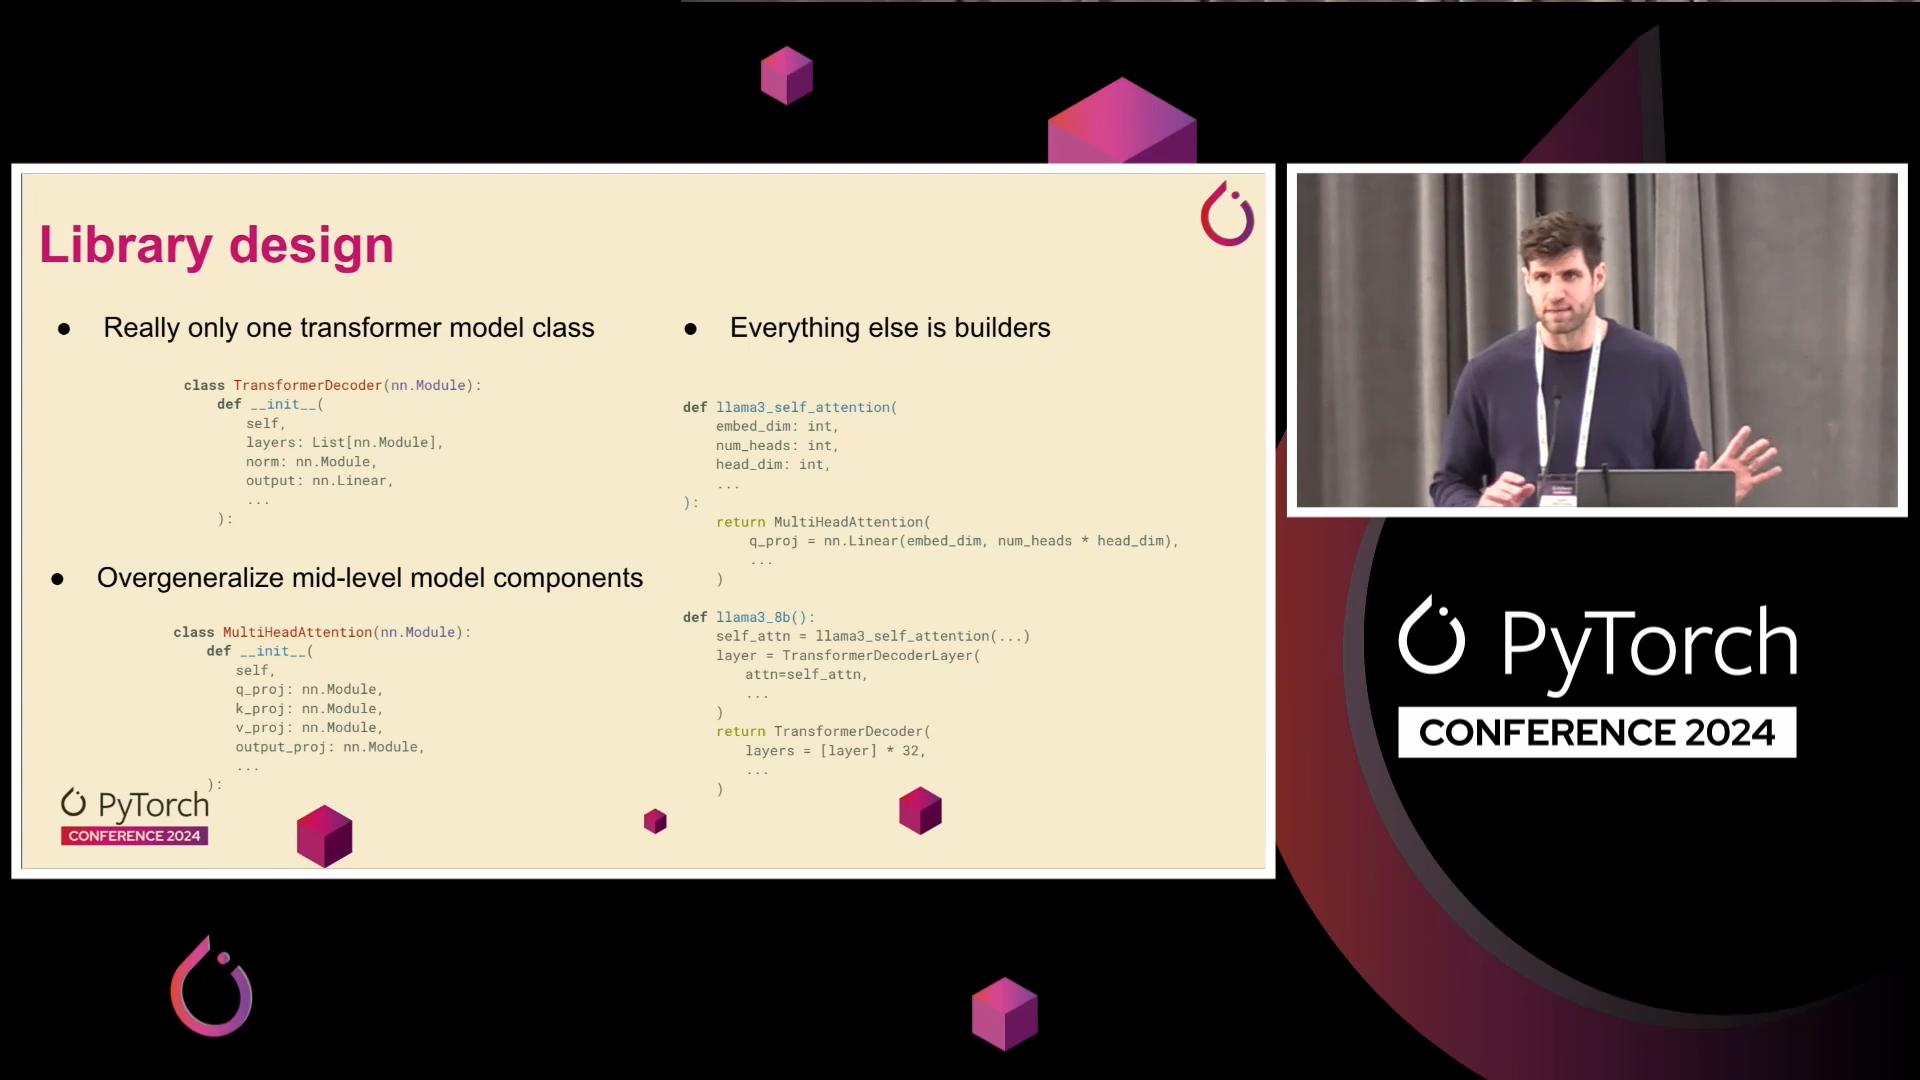 Library design
● Really only one transformer model class
class TransformerDecoder(nn.Module):
def __init__(
self,
layers: List[nn.Module],
norm: nn.Module,
output: nn.Linear,
...
):
● Overgeneralize mid-level model components
class MultiHeadAttention(nn.Module):
def __init__(
self,
q_proj: nn.Module,
k_proj: nn.Module,
v_proj: nn.Module,
output_proj: nn.Module,
...
):
● Everything else is builders
def llama3_self_attention(
embed_dim: int,
num_heads: int,
head_dim: int,
...
):
return MultiHeadAttention(
q_proj = nn.Linear(embed_dim, num_heads * head_dim),
...
)
def llama3_8b():
self_attn = llama3_self_attention(...)
layer = TransformerDecoderLayer(
attn=self_attn,
...
)
return TransformerDecoder(
layers = [layer] * 32,
...
)
PyTorch
CONFERENCE 2024
PyTorch
CONFERENCE 2024